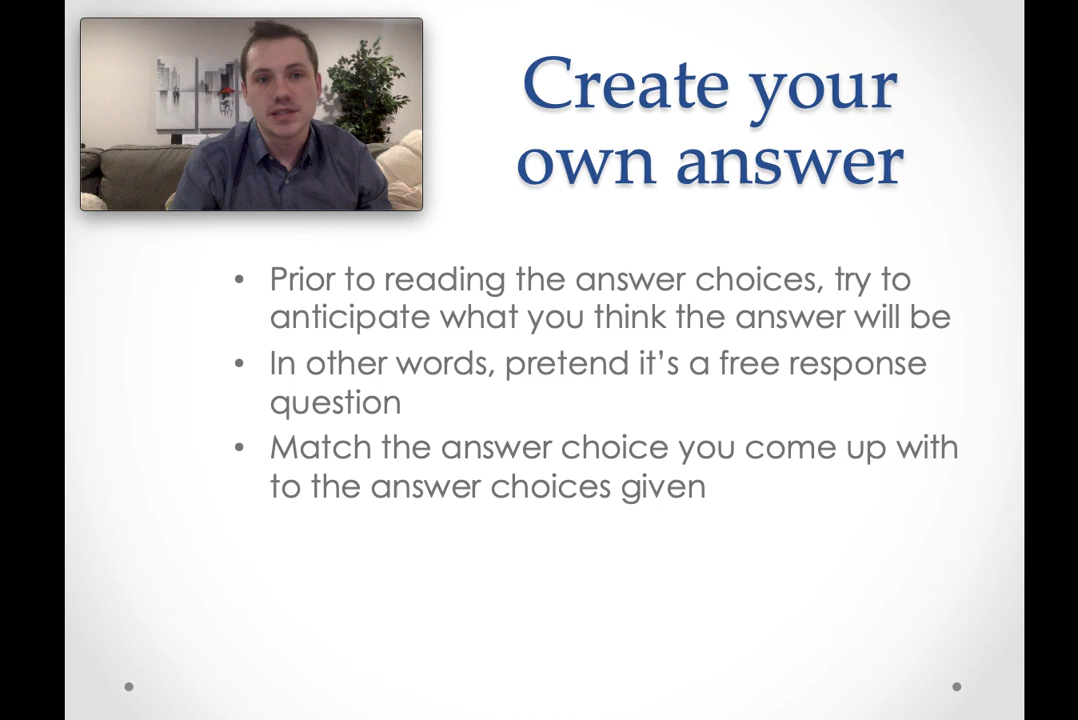 Create your
own answer
• Prior to reading the answer choices, try to
anticipate what you think the answer will be
• In other words, pretend it’s a free response
question
• Match the answer choice you come up with
to the answer choices given